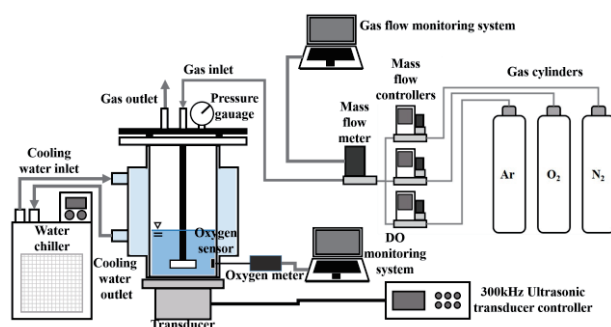 Gas flow monitoring system
Gas inlet
Gas outlet
Pressure
gauage
Mass
flow
controllers
Gas cylinders
Mass
flow
meter
Cooling
water inlet
Ar
O₂
N₂
Water
chiller
Oxygen
sensor
DO
monitoring
system
Oxygen meter
Cooling
water
outlet
Transducer
300kHz Ultrasonic
transducer controller